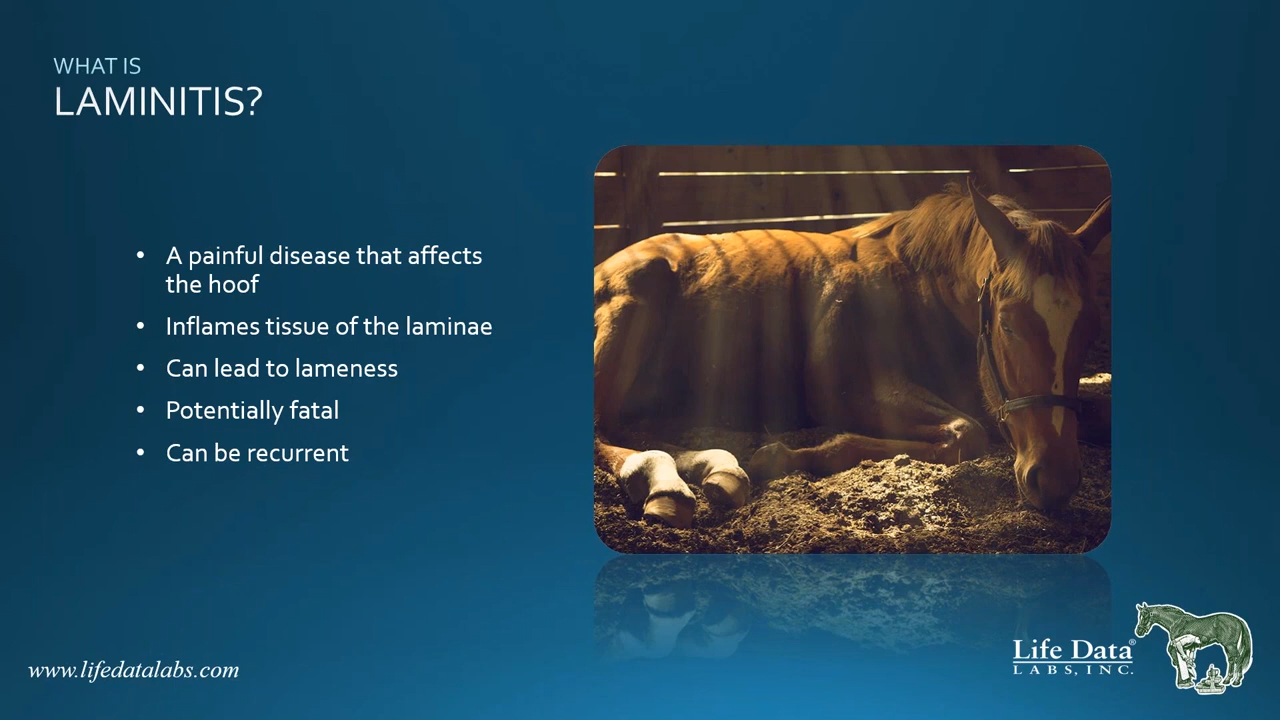 WHAT IS
LAMINITIS?
• A painful disease that affects
the hoof
• Inflames tissue of the laminae
• Can lead to lameness
• Potentially fatal
• Can be recurrent
www.lifedatalabs.com
Life Data®
LABS, INC.